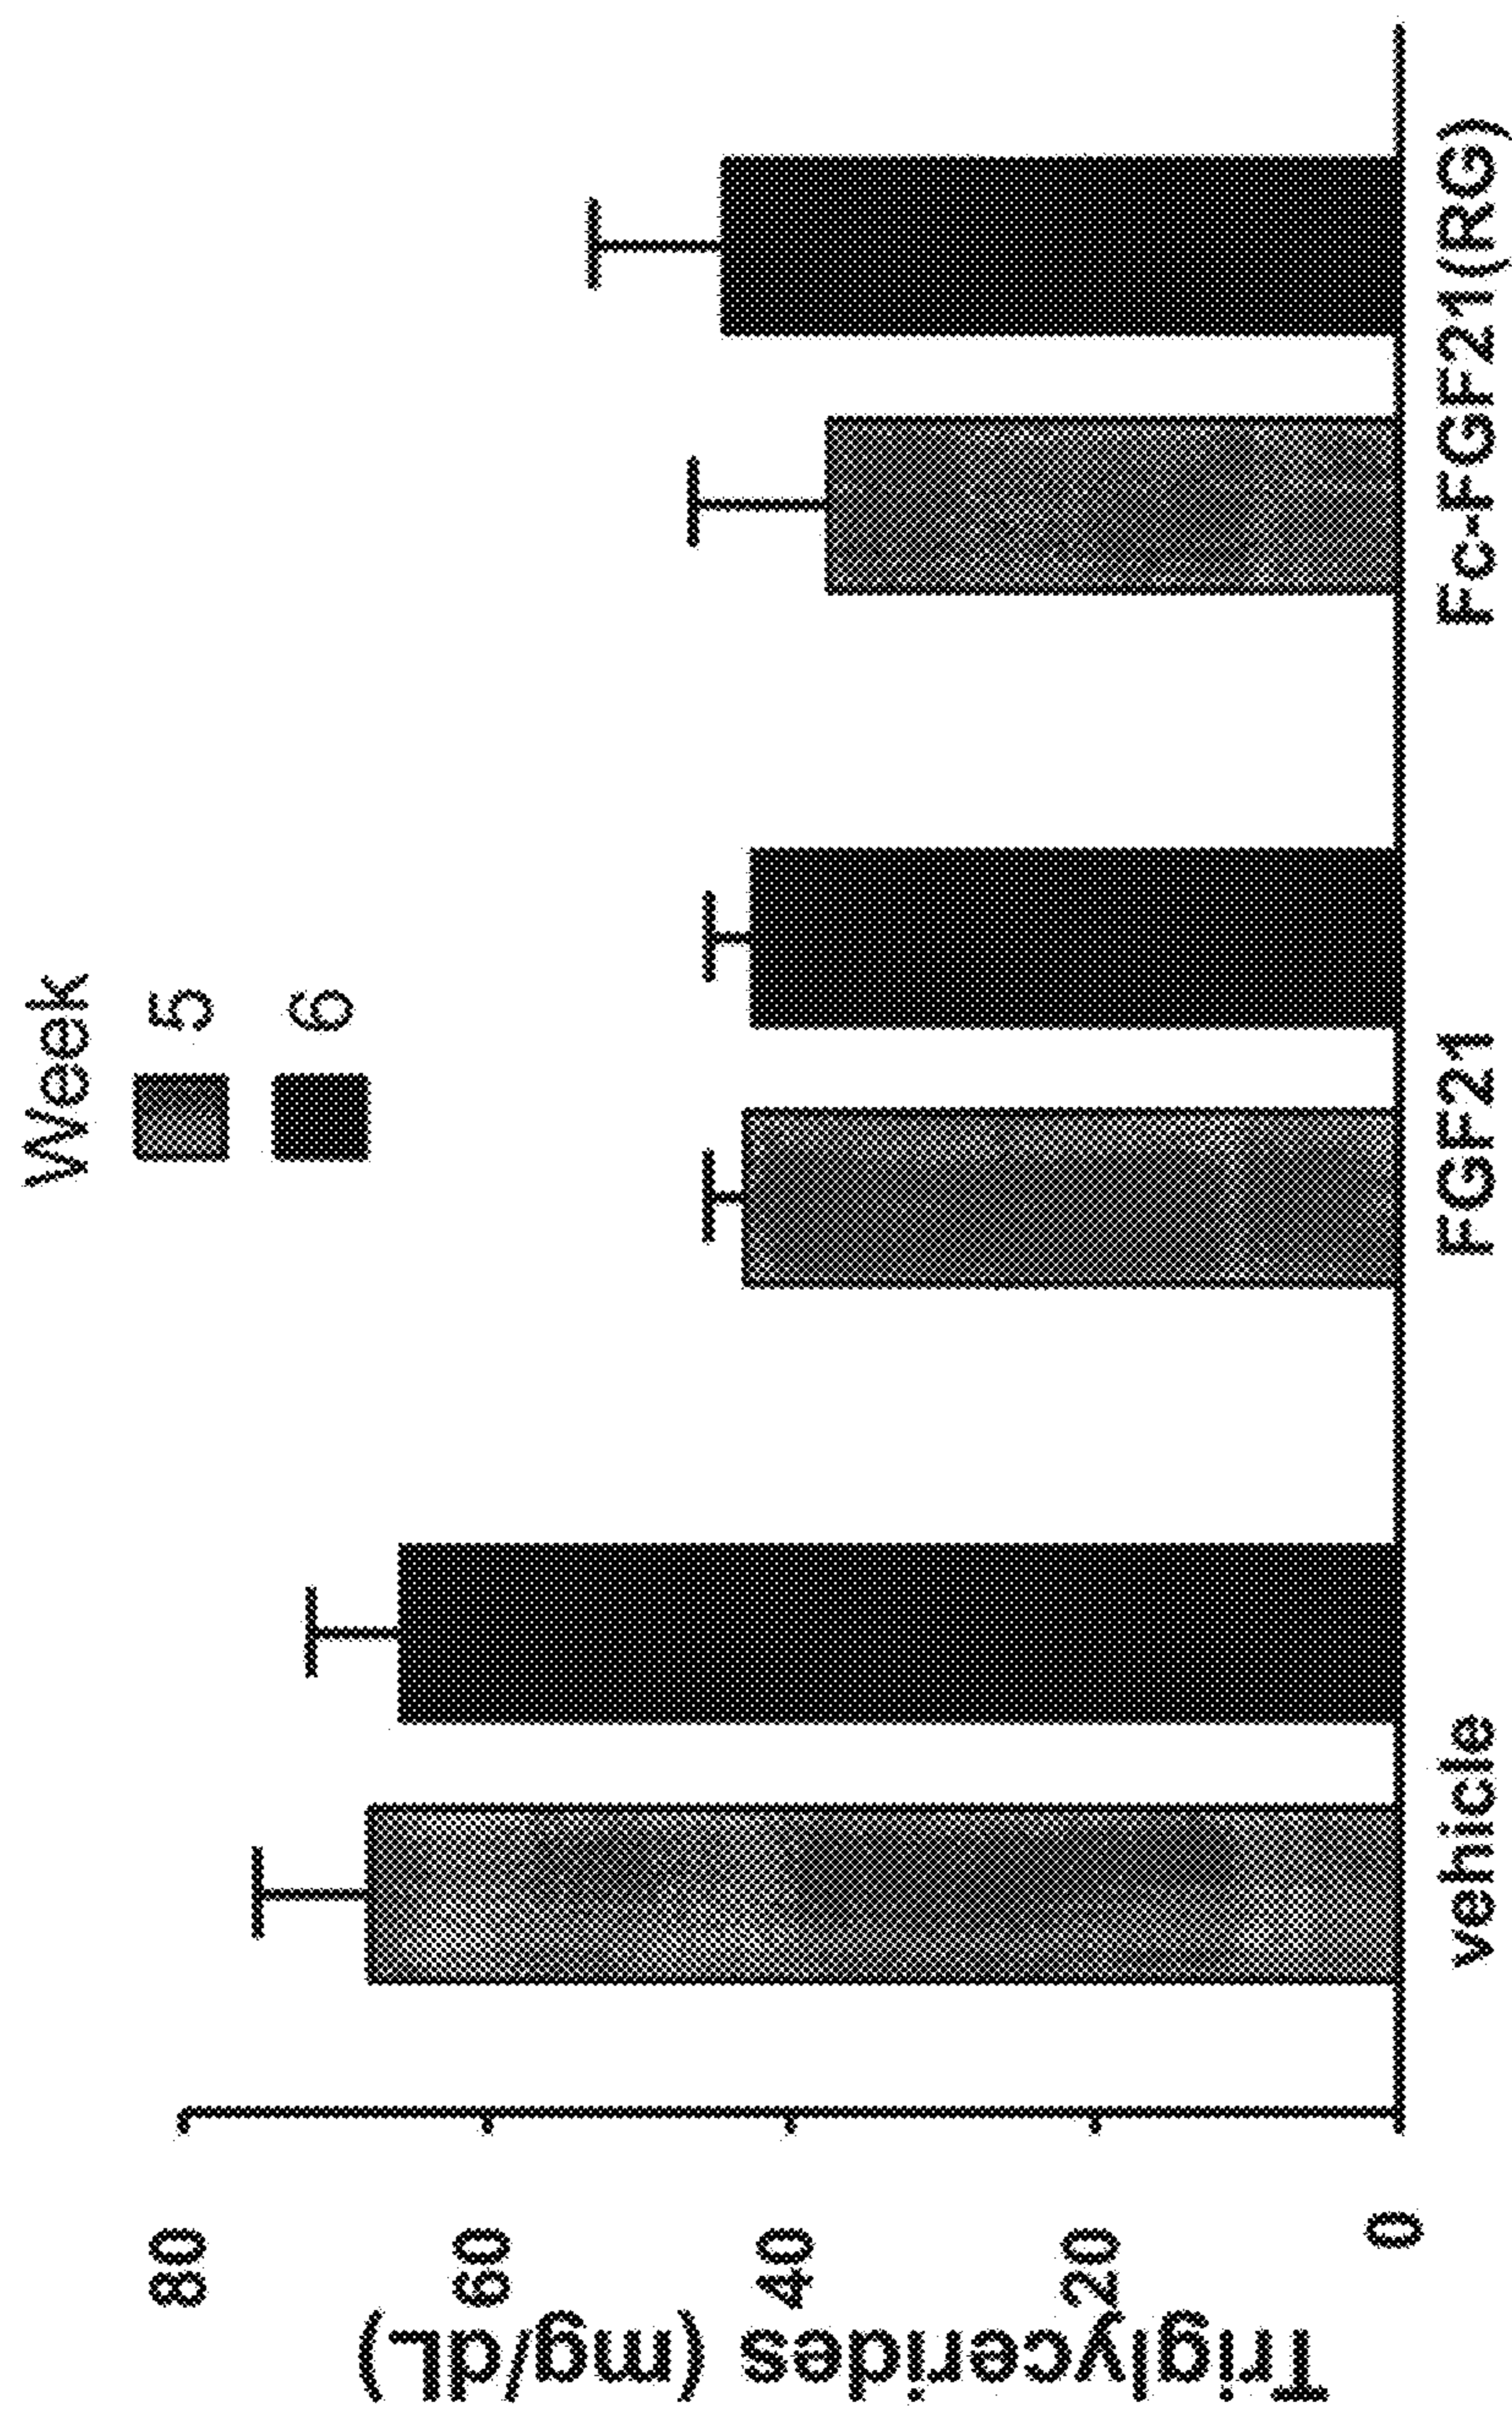 Week
5
6
Triglycerides (mg/dL)
80
60
40
20
0
vehicle
FGF21
Fc-FGF21(RG)